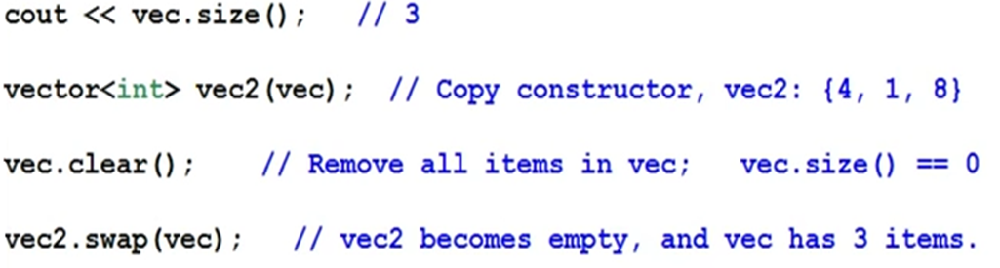 cout << vec.size();   // 3
vector<int> vec2(vec);  // Copy constructor, vec2: {4, 1, 8}
vec.clear();    // Remove all items in vec;   vec.size() == 0
vec2.swap(vec);   // vec2 becomes empty, and vec has 3 items.